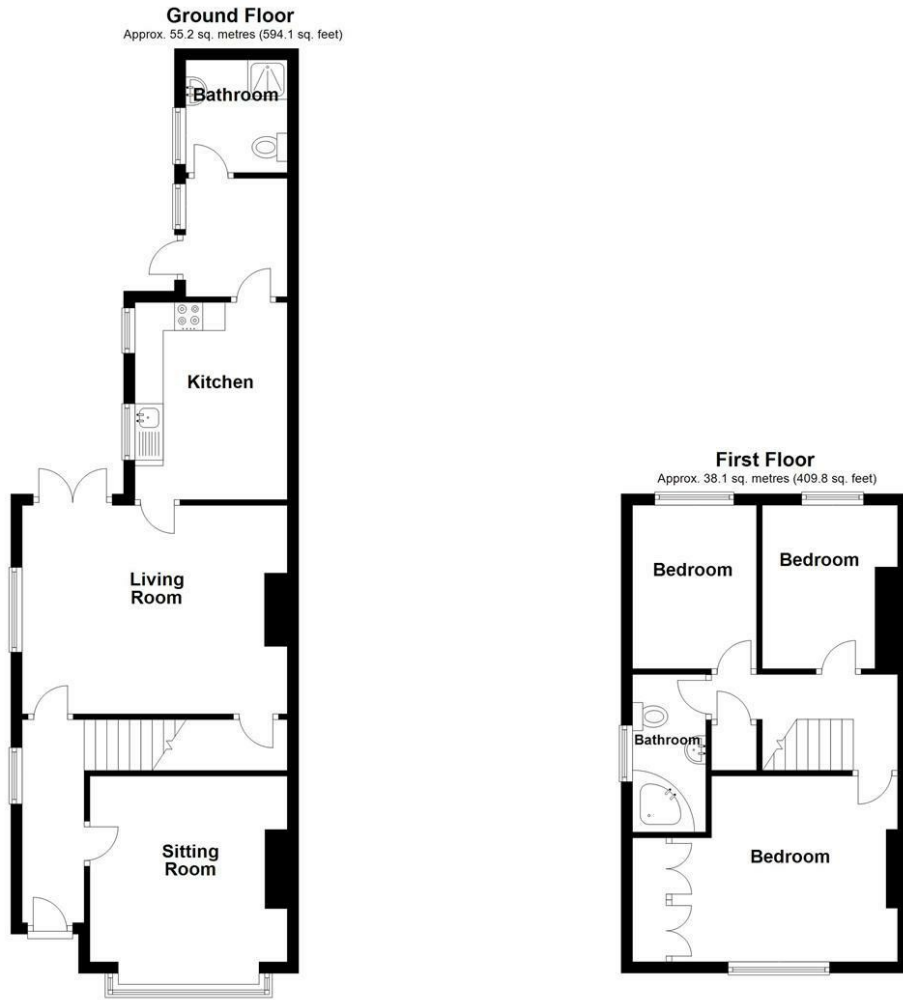 Ground Floor
Approx. 55.2 sq. metres (594.1 sq. feet)
Bathroom
Kitchen
Living
Room
Sitting
Room
First Floor
Approx. 38.1 sq. metres (409.8 sq. feet)
Bedroom
Bedroom
Bathroom
Bedroom